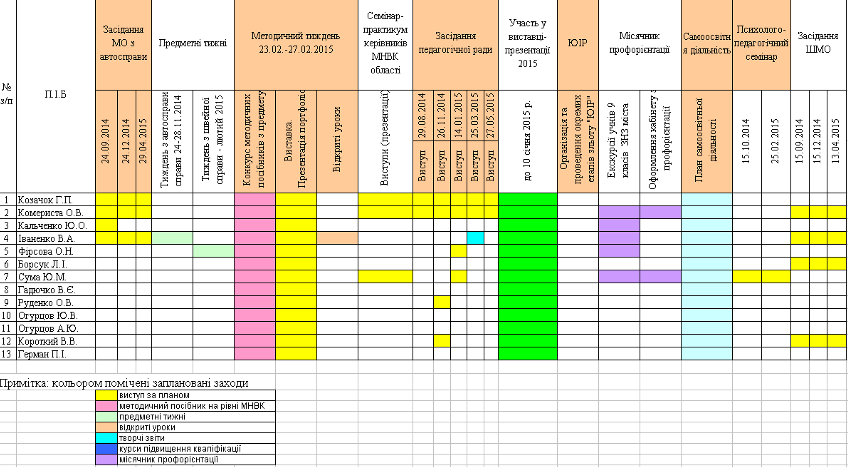 № з/п
П.І.Б
Засідання МО з автосправи
Предметні тижні
Методичний тиждень 23.02.-27.02.2015
Семінар-практикум керівників МНВК області
Засідання педагогічної ради
Участь у виставці-презентації 2015
ЮІР
Місячник профорієнтації
Самоосвітня діяльність
Психолого-педагогічний семінар
Засідання ШМО
24.09.2014
24.12.2014
29.04.2015
Тиждень з автосправи справи 24-28.11.2014
Тиждень з швейної справи - лютий 2015
Конкурс методичних посібників з предмету
Виставка. Презентація портфоліо
Відкриті уроки
Виступи (презентації)
29.08.2014
26.11.2014
14.01.2015
25.03.2015
27.05.2015
Виступ
Виступ
Виступ
Виступ
Виступ
до 10 січня 2015 р.
Організація та проведення окремих етапів зльоту "ЮІР"
Екскурсії учнів 9 класів ЗНЗ міста
Оформлення кабінету з профорієнтації
План самоосвітньої діяльності
15.10.2014
25.02.2015
15.09.2014
15.12.2014
13.04.2015
1 Козачок Г.П.
2 Комериста О.В.
3 Кальченко Ю.О.
4 Іваненко В.А.
5 Фірсова О.Н.
6 Борсук Л.І.
7 Сума Ю.М.
8 Гадючко В.Є.
9 Руденко О.В.
10 Огурцов Ю.В.
11 Огурцов А.Ю.
12 Короткий В.В.
13 Герман П.І.
Примітка: кольором помічені заплановані заходи
виступ за планом
методичний посібник на рівні МНВК
предметні тижні
відкриті уроки
творчі звіти
курси підвищення кваліфікації
місячник профорієнтації